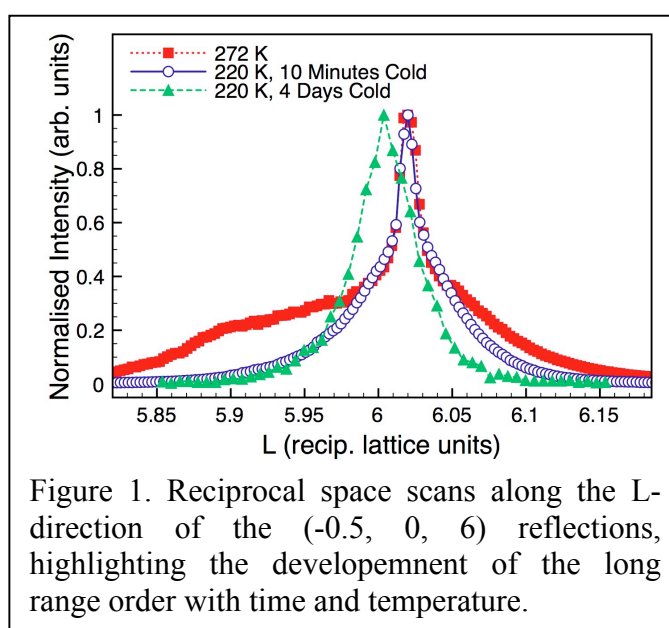 272 K
220 K, 10 Minutes Cold
220 K, 4 Days Cold
Normalised Intensity (arb. units)
1
0.8
0.6
0.4
0.2
0
5.85 5.9 5.95 6 6.05 6.1 6.15
L (recip. lattice units)
Figure 1. Reciprocal space scans along the L-
direction of the (-0.5, 0, 6) reflections,
highlighting the developemnent of the long
range order with time and temperature.